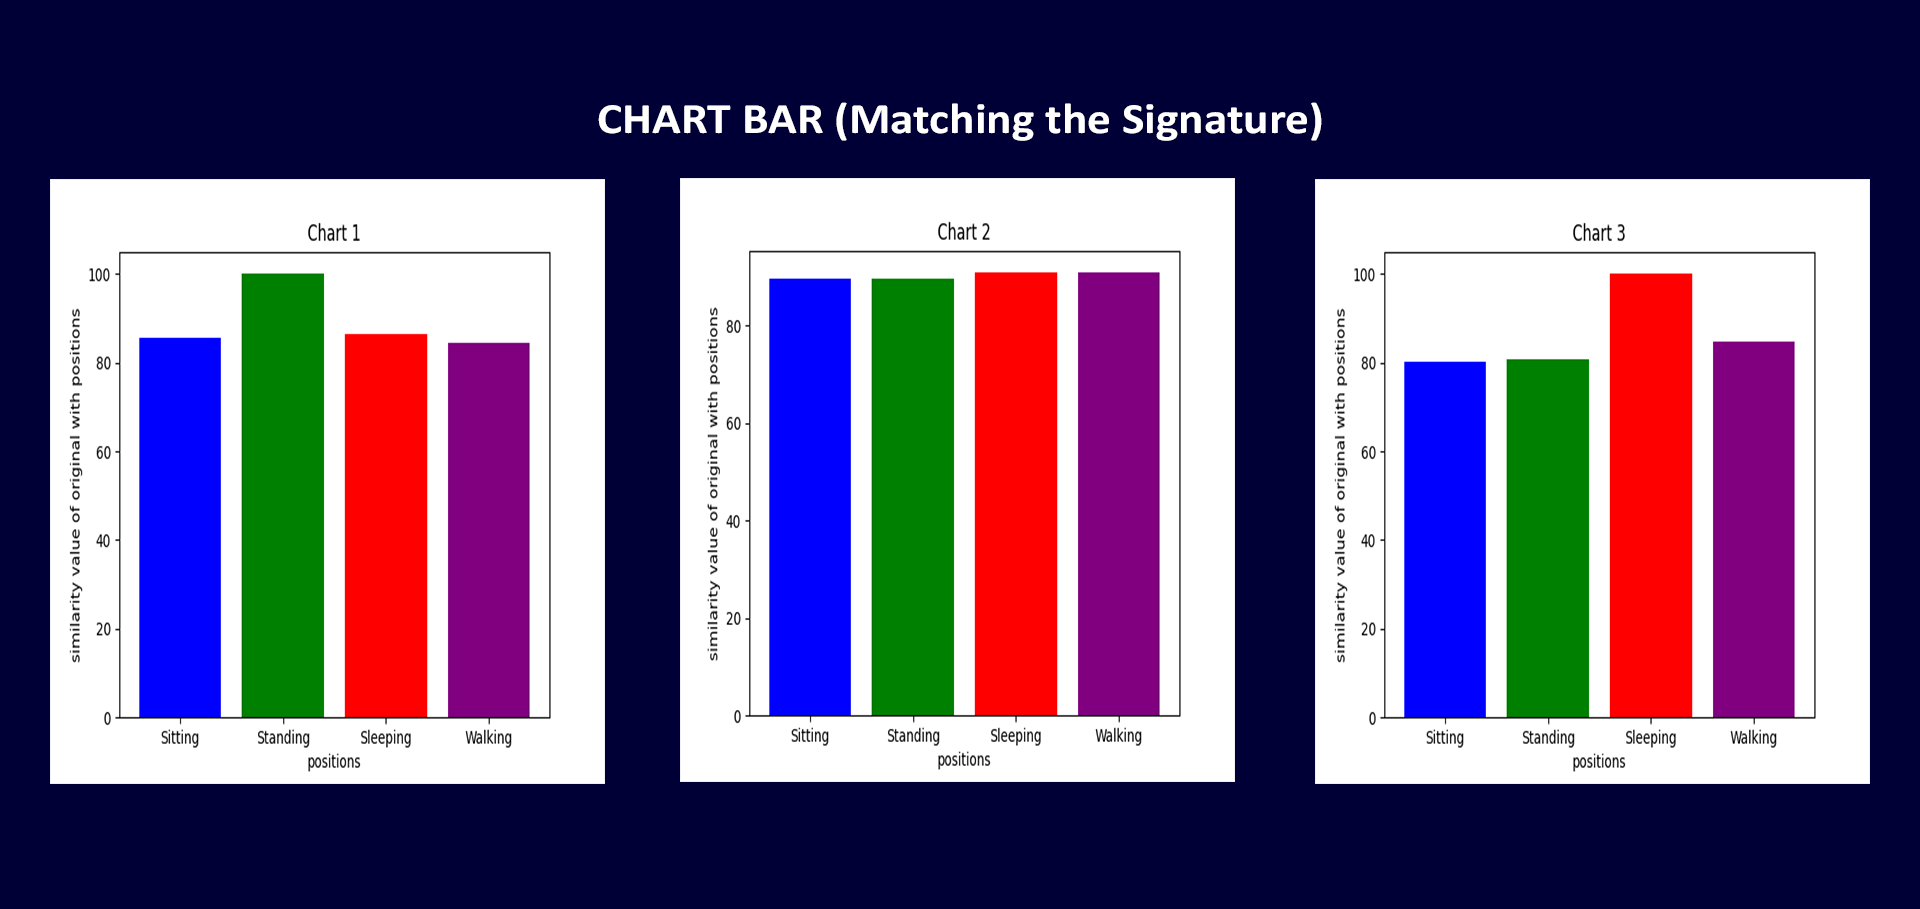 CHART BAR (Matching the Signature)
Chart 1
100
80
60
40
20
0
similarity value of original with positions
Sitting Standing Sleeping Walking
positions
Chart 2
80
60
40
20
0
similarity value of original with positions
Sitting Standing Sleeping Walking
positions
Chart 3
100
80
60
40
20
0
similarity value of original with positions
Sitting Standing Sleeping Walking
positions